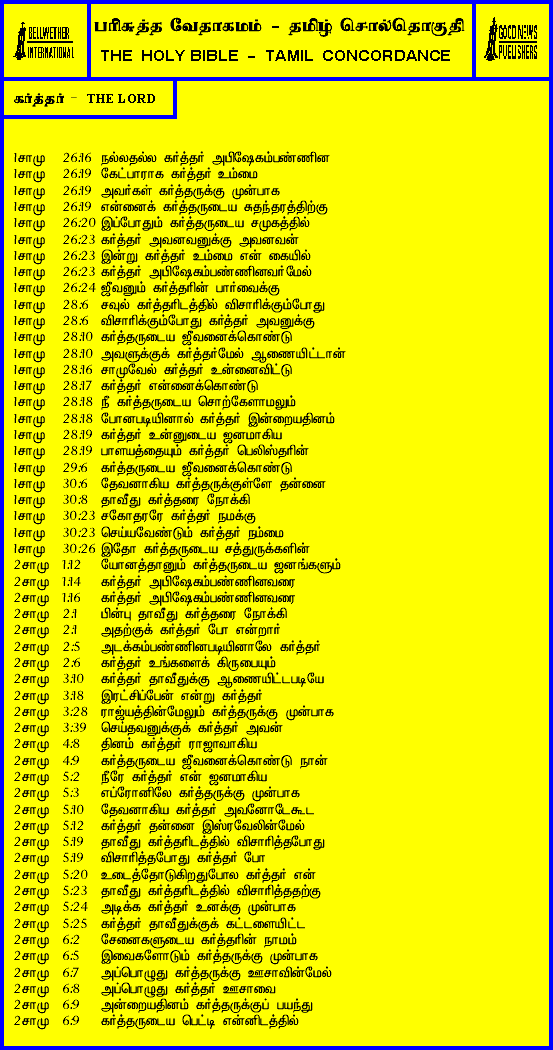 BELLWETHER
INTERNATIONAL
பரிசுத்த வேதாகமம் - தமிழ் சொல்தொகுதி
THE HOLY BIBLE - TAMIL CONCORDANCE
GOOD NEWS
PUBLISHERS
கர்த்தர் - THE LORD
1சாமு 26:16 நல்லதல்ல கர்த்தர் அபிஷேகம்பண்ணின
1சாமு 26:19 கேட்பாராக கர்த்தர் உம்மை
1சாமு 26:19 அவர்கள் கர்த்தருக்கு முன்பாக
1சாமு 26:19 என்னைக் கர்த்தருடைய சுதந்தரத்திற்கு
1சாமு 26:20 இப்போதும் கர்த்தருடைய சமுகத்தில்
1சாமு 26:23 கர்த்தர் அவனவனுக்கு அவனவன்
1சாமு 26:23 இன்று கர்த்தர் உம்மை என் கையில்
1சாமு 26:23 கர்த்தர் அபிஷேகம்பண்ணினவர்மேல்
1சாமு 26:24 ஜீவனும் கர்த்தரின் பார்வைக்கு
1சாமு 28:6 சவுல் கர்த்தரிடத்தில் விசாரிக்கும்போது
1சாமு 28:6 விசாரிக்கும்போது கர்த்தர் அவனுக்கு
1சாமு 28:10 கர்த்தருடைய ஜீவனைக்கொண்டு
1சாமு 28:10 அவளுக்குக் கர்த்தர்மேல் ஆணையிட்டான்
1சாமு 28:16 சாமுவேல் கர்த்தர் உன்னைவிட்டு
1சாமு 28:17 கர்த்தர் என்னைக்கொண்டு
1சாமு 28:18 நீ கர்த்தருடைய சொற்கேளாமலும்
1சாமு 28:18 போனபடியினால் கர்த்தர் இன்றையதினம்
1சாமு 28:19 கர்த்தர் உன்னுடைய ஜனமாகிய
1சாமு 28:19 பாளயத்தையும் கர்த்தர் பெலிஸ்தரின்
1சாமு 29:6 கர்த்தருடைய ஜீவனைக்கொண்டு
1சாமு 30:6 தேவனாகிய கர்த்தருக்குள்ளே தன்னை
1சாமு 30:8 தாவீது கர்த்தரை நோக்கி
1சாமு 30:23 சகோதரரே கர்த்தர் நமக்கு
1சாமு 30:23 செய்யவேண்டும் கர்த்தர் நம்மை
1சாமு 30:26 இதோ கர்த்தருடைய சத்துருக்களின்
2சாமு 1:12 யோனத்தானும் கர்த்தருடைய ஜனங்களும்
2சாமு 1:14 கர்த்தர் அபிஷேகம்பண்ணினவரை
2சாமு 1:16 கர்த்தர் அபிஷேகம்பண்ணினவரை
2சாமு 2:1 பின்பு தாவீது கர்த்தரை நோக்கி
2சாமு 2:1 அதற்குக் கர்த்தர் போ என்றார்
2சாமு 2:5 அடக்கம்பண்ணினபடியினாலே கர்த்தர்
2சாமு 2:6 கர்த்தர் உங்களைக் கிருபையும்
2சாமு 3:10 கர்த்தர் தாவீதுக்கு ஆணையிட்டபடியே
2சாமு 3:18 இரட்சிப்பேன் என்று கர்த்தர்
2சாமு 3:28 ராஜ்யத்தின்மேலும் கர்த்தருக்கு முன்பாக
2சாமு 3:39 செய்தவனுக்குக் கர்த்தர் அவன்
2சாமு 4:8 தினம் கர்த்தர் ராஜாவாகிய
2சாமு 4:9 கர்த்தருடைய ஜீவனைக்கொண்டு நான்
2சாமு 5:2 நீரே கர்த்தர் என் ஜனமாகிய
2சாமு 5:3 எப்ரோனிலே கர்த்தருக்கு முன்பாக
2சாமு 5:10 தேவனாகிய கர்த்தர் அவனோடேகூட
2சாமு 5:12 கர்த்தர் தன்னை இஸ்ரவேலின்மேல்
2சாமு 5:19 தாவீது கர்த்தரிடத்தில் விசாரித்தபோது
2சாமு 5:19 விசாரித்தபோது கர்த்தர் போ
2சாமு 5:20 உடைத்தோடுகிறதுபோல கர்த்தர் என்
2சாமு 5:23 தாவீது கர்த்தரிடத்தில் விசாரித்ததற்கு
2சாமு 5:24 அடிக்க கர்த்தர் உனக்கு முன்பாக
2சாமு 5:25 கர்த்தர் தாவீதுக்குக் கட்டளையிட்ட
2சாமு 6:2 சேனைகளுடைய கர்த்தரின் நாமம்
2சாமு 6:5 இவைகளோடும் கர்த்தருக்கு முன்பாக
2சாமு 6:7 அப்பொழுது கர்த்தருக்கு ஊசாவின்மேல்
2சாமு 6:8 அப்பொழுது கர்த்தர் ஊசாவை
2சாமு 6:9 அன்றையதினம் கர்த்தருக்குப் பயந்து
2சாமு 6:9 கர்த்தருடைய பெட்டி என்னிடத்தில்